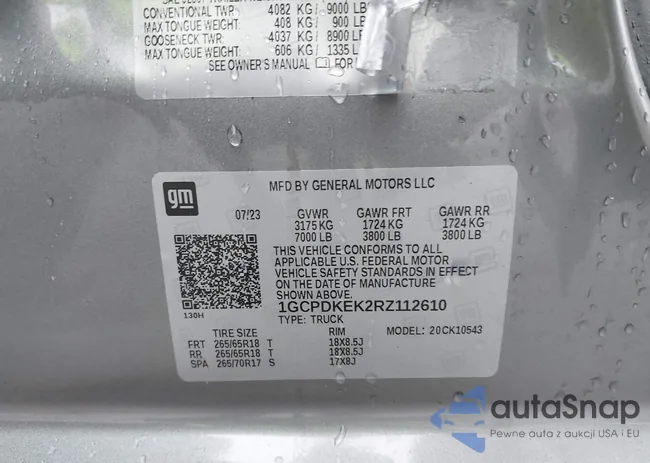 CONVENTIONAL TWR: 4082 KG / 9000 LB
MAX TONGUE WEIGHT: 408 KG / 900 LB
GOOSENECK TWR: 4037 KG / 8900 LB
MAX TONGUE WEIGHT: 606 KG / 1335 LB
SEE OWNER'S MANUAL FOR
gm
MFD BY GENERAL MOTORS LLC
07/23 GVWR GAWR FRT GAWR RR
3175 KG 1724 KG 1724 KG
7000 LB 3800 LB 3800 LB
THIS VEHICLE CONFORMS TO ALL
APPLICABLE U.S. FEDERAL MOTOR
VEHICLE SAFETY STANDARDS IN EFFECT
ON THE DATE OF MANUFACTURE
SHOWN ABOVE.
1GCPDKEK2RZ112610
130H
TYPE: TRUCK MODEL: 20CK10543
TIRE SIZE RIM
FRT 265/65R18 T 18X8.5J
RR 265/65R18 T 18X8.5J
SPA 265/70R17 S 17X8J
autaSnap
Pewne auta z aukcji USA i EU